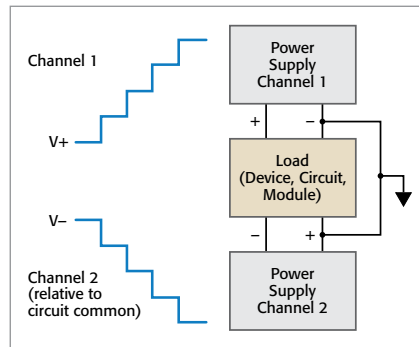 Channel 1
V+
V–
Channel 2
(relative to
circuit common)
Power
Supply
Channel 1
+ –
Load
(Device, Circuit,
Module)
– +
Power
Supply
Channel 2